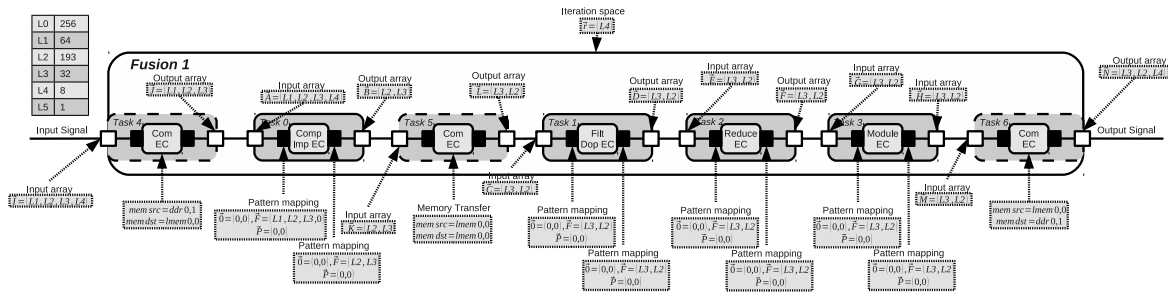 Iteration space
r⃗=[L4]
L0 256
L1 64
L2 193
L3 32
L4 8
L5 1
Fusion 1
Output array
J=[L1, L2, L3]
Input array
A=[L1, L2, L3, L4]
Output array
B=[L2, L3]
Output array
L=[L3, L2]
Output array
D⃗=[L3, L2]
Input array
E=[L3, L2]
Output array
F=[L3, L2]
Input array
G⃗=[L3, L2]
Input array
H=[L3, L2]
Output array
N=[L3, L2, L4]
Input Signal
Task 4
Com
EC
Task 0
Comp
Imp EC
Task 5
Com
EC
Task 1
Filt
Dop EC
Task 2
Reduce
EC
Task 3
Module
EC
Task 6
Com
EC
Output Signal
Input array
I=[L1, L2, L3, L4]
mem src=ddr 0,1
mem dst=lmem 0,0
Pattern mapping
0⃗=[0,0], F⃗=[L1, L2, L3,0]
P⃗=[0,0]
Pattern mapping
0⃗=[0,0], F⃗=[L2, L3]
P⃗=[0,0]
Input array
K=[L2, L3]
Memory Transfer
mem src=lmem 0,0
mem dst=lmem 0,0
Input array
C⃗=[L3, L2]
Pattern mapping
0⃗=[0,0], F⃗=[L3, L2]
P⃗=[0,0]
Pattern mapping
0⃗=[0,0], F⃗=[L3, L2]
P⃗=[0,0]
Pattern mapping
0⃗=[0,0], F⃗=[L3, L2]
P⃗=[0,0]
Pattern mapping
0⃗=[0,0], F⃗=[L3, L2]
P⃗=[0,0]
Pattern mapping
0⃗=[0,0], F⃗=[L3, L2]
P⃗=[0,0]
Pattern mapping
0⃗=[0,0], F⃗=[L3, L2]
P⃗=[0,0]
Input array
M=[L3, L2]
mem src=lmem 0,0
mem dst=ddr 0,1